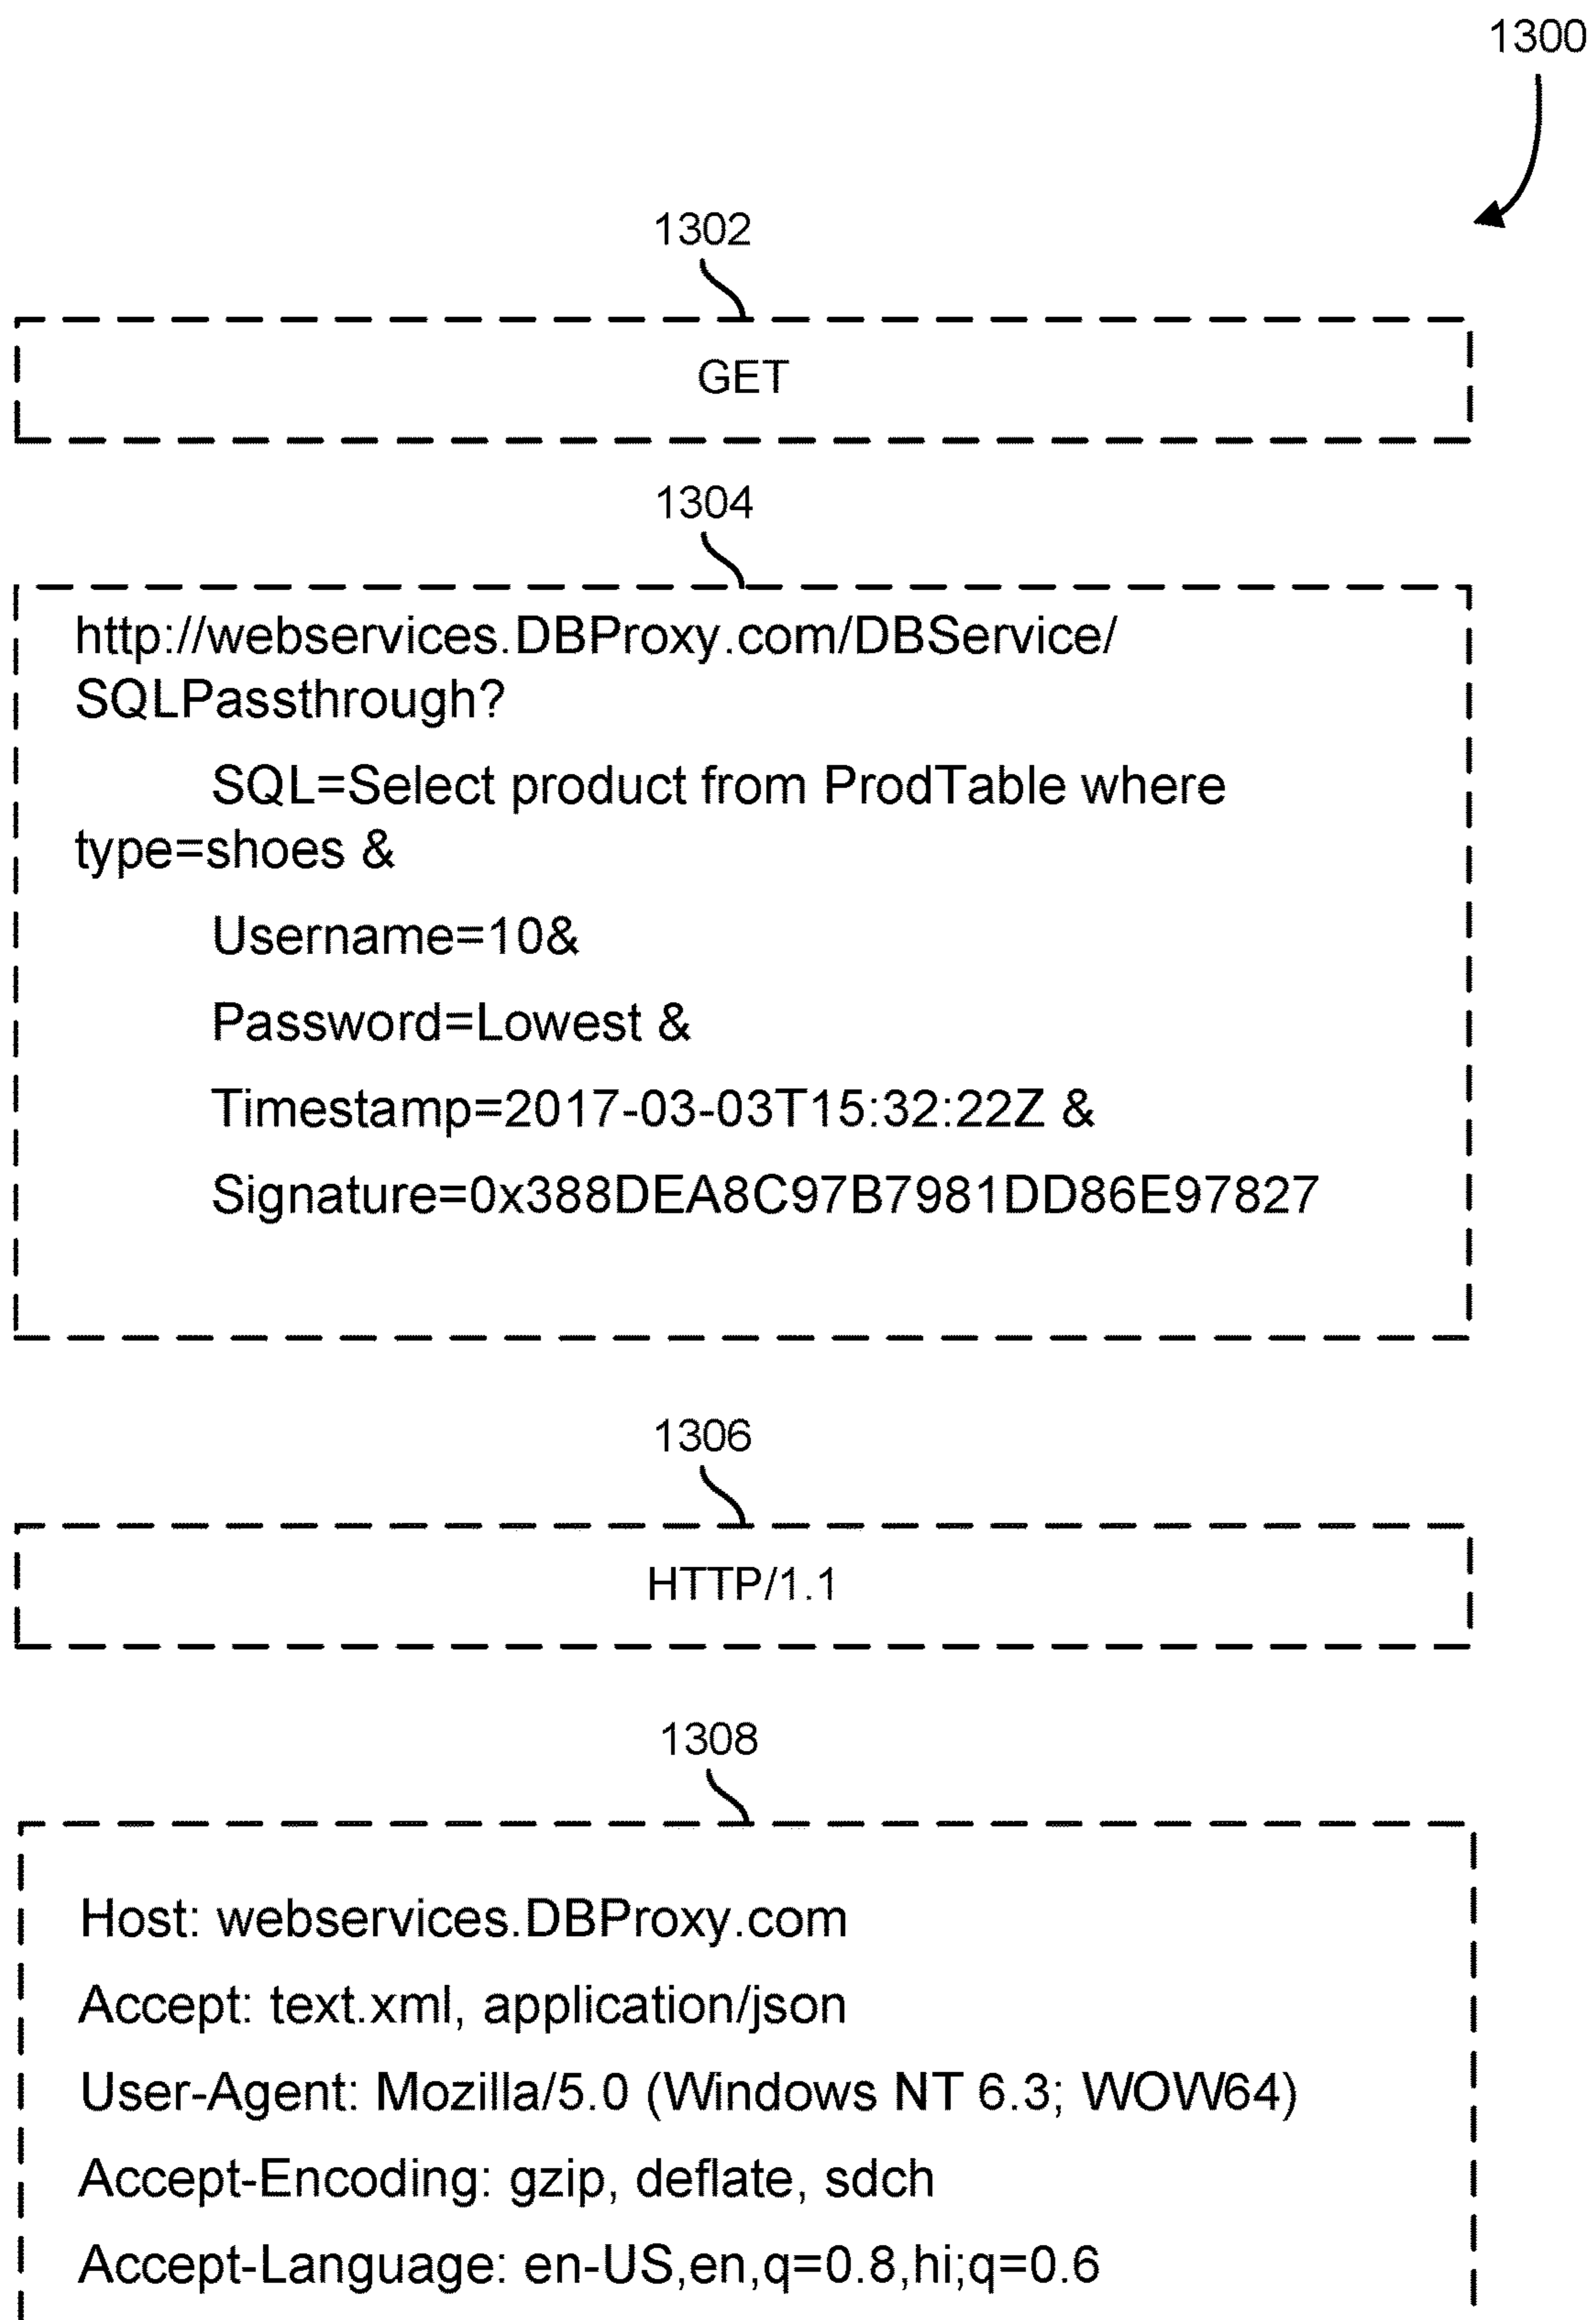 1300
1302
GET
1304
http://webservices.DBProxy.com/DBService/
SQLPassthrough?
SQL=Select product from ProdTable where
type=shoes &
Username=10&
Password=Lowest &
Timestamp=2017-03-03T15:32:22Z &
Signature=0x388DEA8C97B7981DD86E97827
1306
HTTP/1.1
1308
Host: webservices.DBProxy.com
Accept: text.xml, application/json
User-Agent: Mozilla/5.0 (Windows NT 6.3; WOW64)
Accept-Encoding: gzip, deflate, sdch
Accept-Language: en-US,en,q=0.8,hi;q=0.6